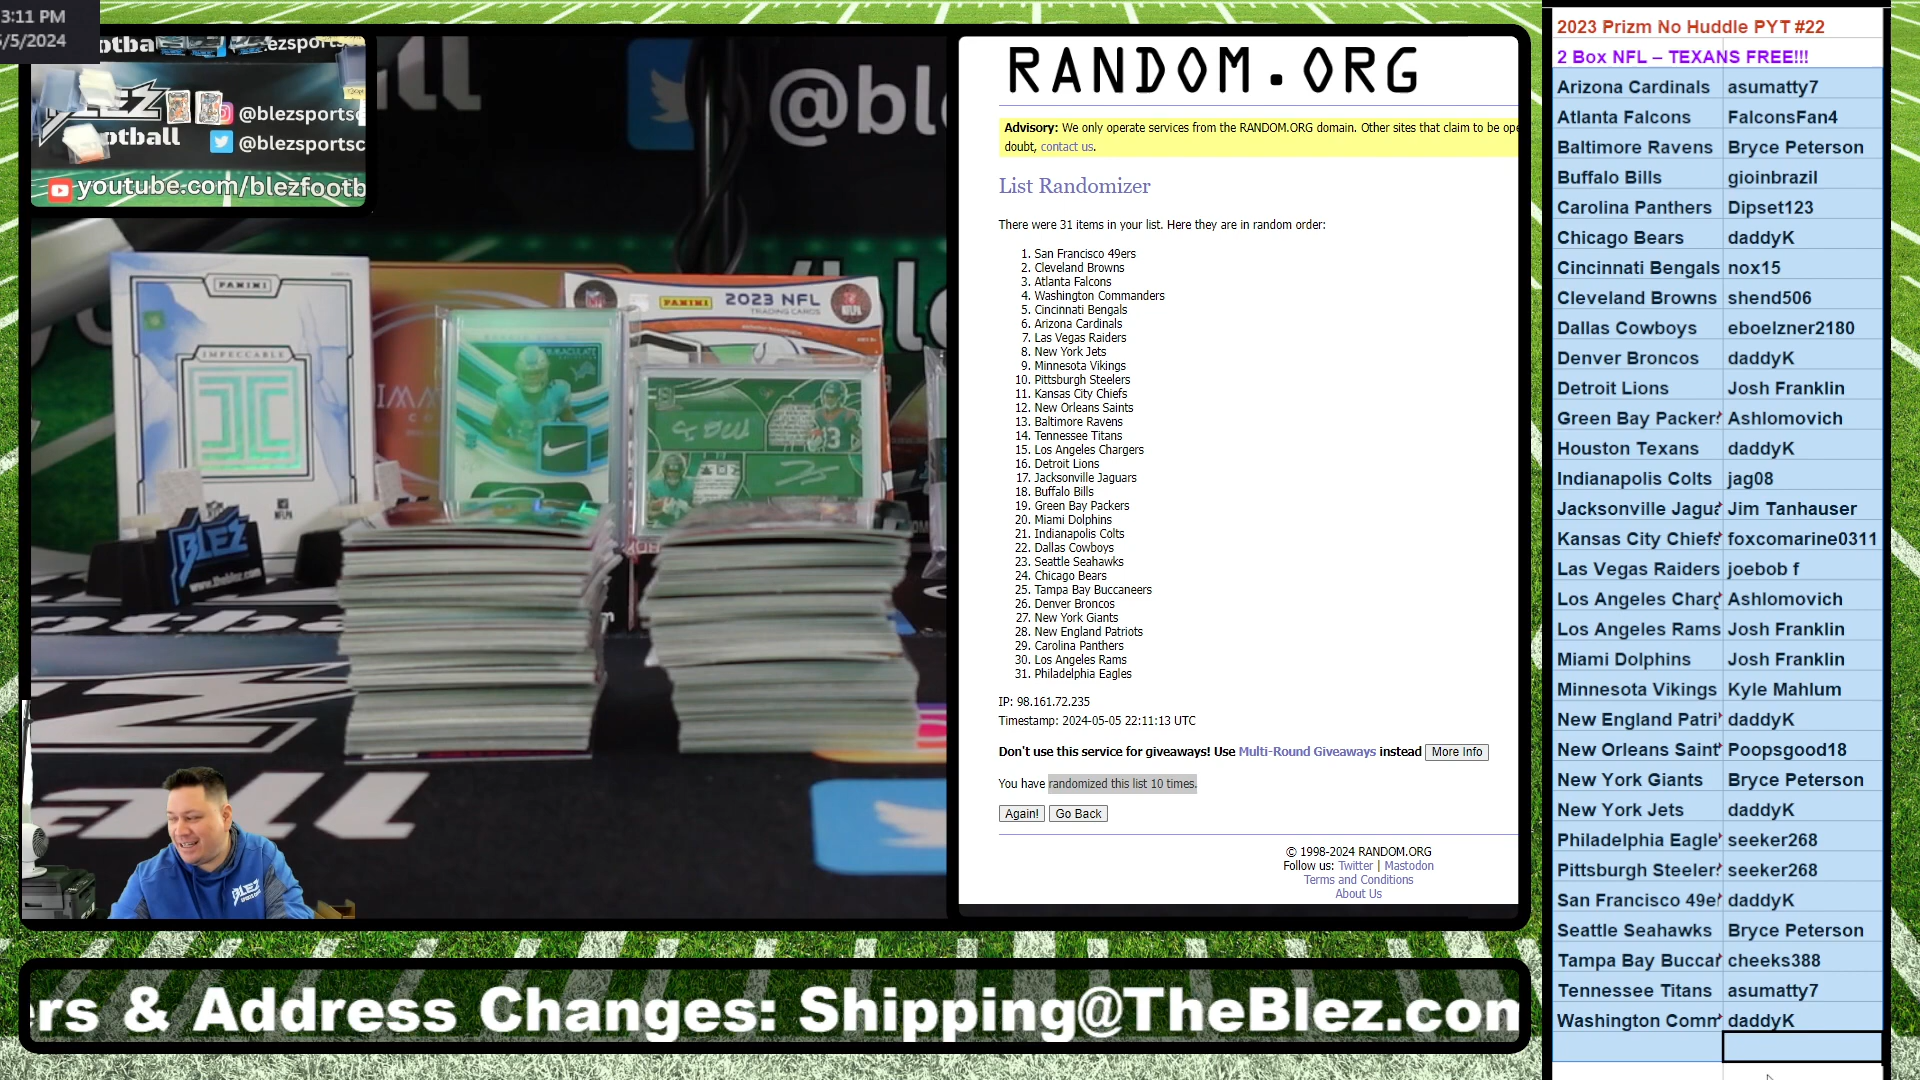 3:11 PM
/5/2024
otba
ezsports
BLEZ
otball
@blezsportsc
@blezsportsc
youtube.com/blezfootb
@bl
PANINI
IMPECCABLE
IMMACULATE
PANINI
2023 NFL
TRADING CARDS
BLEZ
www.theblez.com
BLEZ
RANDOM.ORG
Advisory: We only operate services from the RANDOM.ORG domain. Other sites that claim to be ope
doubt, contact us.
List Randomizer
There were 31 items in your list. Here they are in random order:
1. San Francisco 49ers
2. Cleveland Browns
3. Atlanta Falcons
4. Washington Commanders
5. Cincinnati Bengals
6. Arizona Cardinals
7. Las Vegas Raiders
8. New York Jets
9. Minnesota Vikings
10. Pittsburgh Steelers
11. Kansas City Chiefs
12. New Orleans Saints
13. Baltimore Ravens
14. Tennessee Titans
15. Los Angeles Chargers
16. Detroit Lions
17. Jacksonville Jaguars
18. Buffalo Bills
19. Green Bay Packers
20. Miami Dolphins
21. Indianapolis Colts
22. Dallas Cowboys
23. Seattle Seahawks
24. Chicago Bears
25. Tampa Bay Buccaneers
26. Denver Broncos
27. New York Giants
28. New England Patriots
29. Carolina Panthers
30. Los Angeles Rams
31. Philadelphia Eagles
IP: 98.161.72.235
Timestamp: 2024-05-05 22:11:13 UTC
Don't use this service for giveaways! Use Multi-Round Giveaways instead More Info
You have randomized this list 10 times.
Again! Go Back
© 1998-2024 RANDOM.ORG
Follow us: Twitter | Mastodon
Terms and Conditions
About Us
2023 Prizm No Huddle PYT #22
2 Box NFL – TEXANS FREE!!!
Arizona Cardinals asumatty7
Atlanta Falcons FalconsFan4
Baltimore Ravens Bryce Peterson
Buffalo Bills gioinbrazil
Carolina Panthers Dipset123
Chicago Bears daddyK
Cincinnati Bengals nox15
Cleveland Browns shend506
Dallas Cowboys eboelzner2180
Denver Broncos daddyK
Detroit Lions Josh Franklin
Green Bay Packer Ashlomovich
Houston Texans daddyK
Indianapolis Colts jag08
Jacksonville Jagua Jim Tanhauser
Kansas City Chiefs foxcomarine0311
Las Vegas Raiders joebob f
Los Angeles Charg Ashlomovich
Los Angeles Rams Josh Franklin
Miami Dolphins Josh Franklin
Minnesota Vikings Kyle Mahlum
New England Patri daddyK
New Orleans Saint Poopsgood18
New York Giants Bryce Peterson
New York Jets daddyK
Philadelphia Eagle seeker268
Pittsburgh Steeler seeker268
San Francisco 49e daddyK
Seattle Seahawks Bryce Peterson
Tampa Bay Buccar cheeks388
Tennessee Titans asumatty7
Washington Comm daddyK
rs & Address Changes: Shipping@TheBlez.com